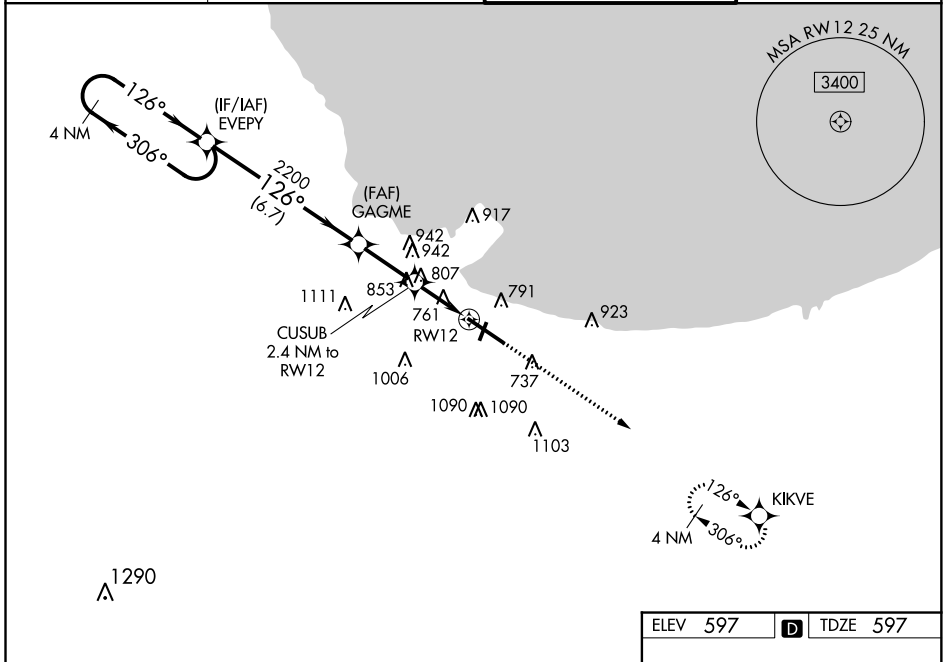 MSA RW12 25 NM
3400
126°
306°
4 NM
(IF/IAF)
EVEPY
2200
126°
(6.7)
(FAF)
GAGME
917
942
942
807
853
1111
761
RW12
791
923
CUSUB
2.4 NM to
RW12
1006
737
1090
1090
1103
126°
306°
4 NM
KIKVE
1290
ELEV 597
D
TDZE 597